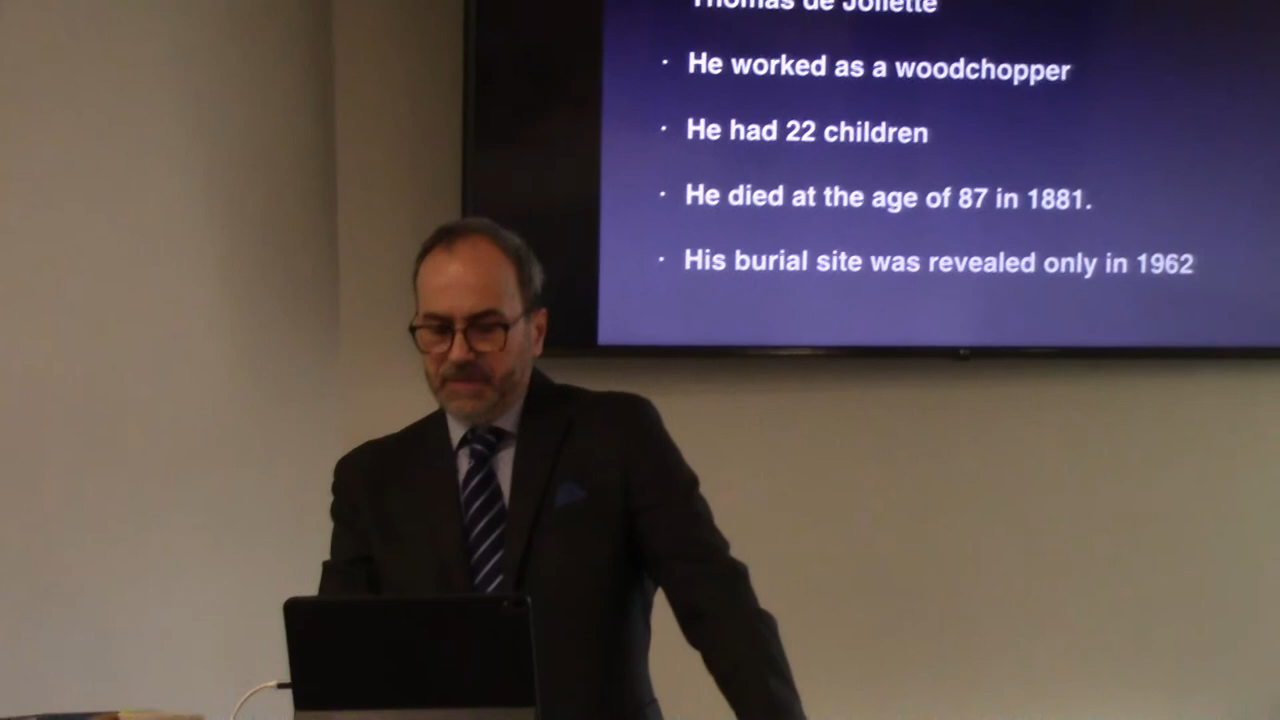 Thomas de Joliette
· He worked as a woodchopper
· He had 22 children
· He died at the age of 87 in 1881.
· His burial site was revealed only in 1962